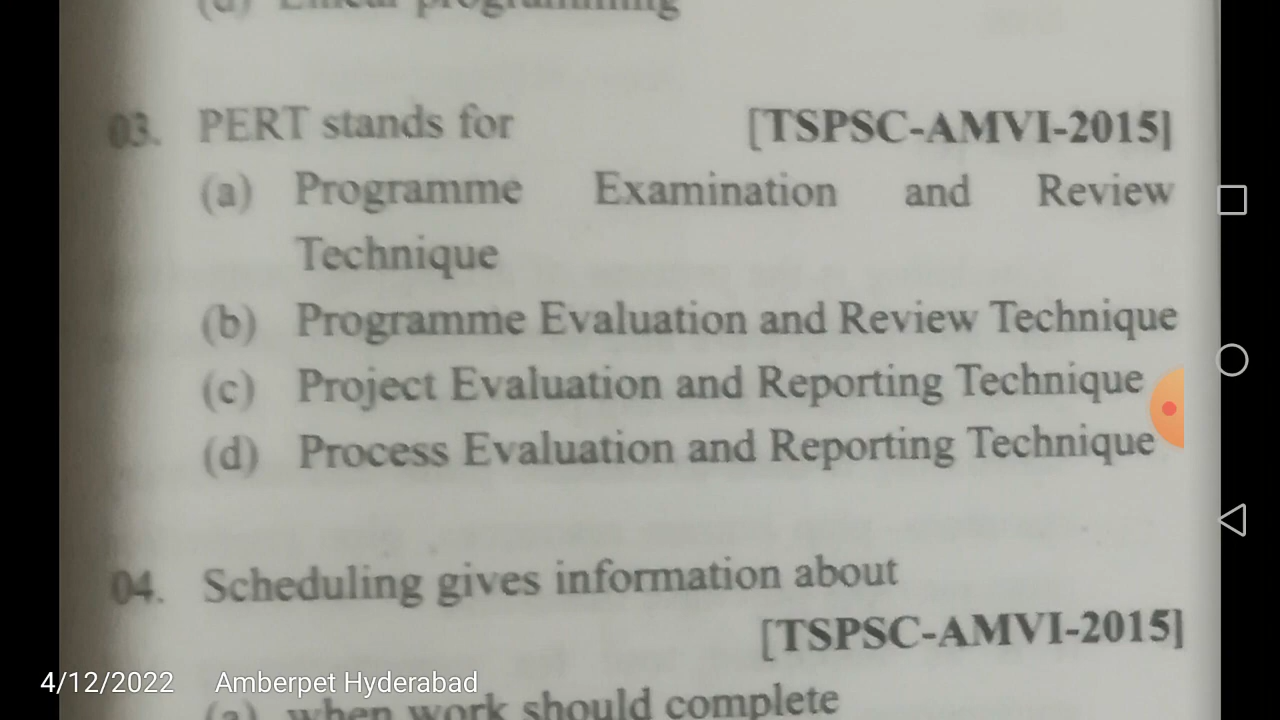 (d) Linear programming
03. PERT stands for [TSPSC-AMVI-2015]
(a) Programme Examination and Review
Technique
(b) Programme Evaluation and Review Technique
(c) Project Evaluation and Reporting Technique
(d) Process Evaluation and Reporting Technique
04. Scheduling gives information about
[TSPSC-AMVI-2015]
(a) when work should complete
4/12/2022 Amberpet Hyderabad